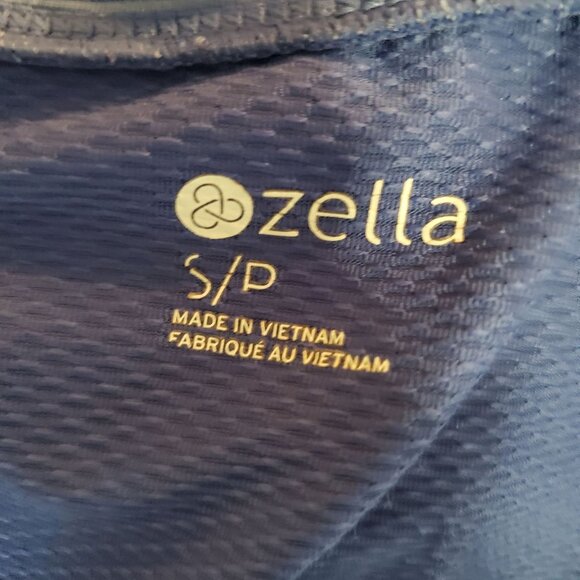 zella
S/P
MADE IN VIETNAM
FABRIQUÉ AU VIETNAM